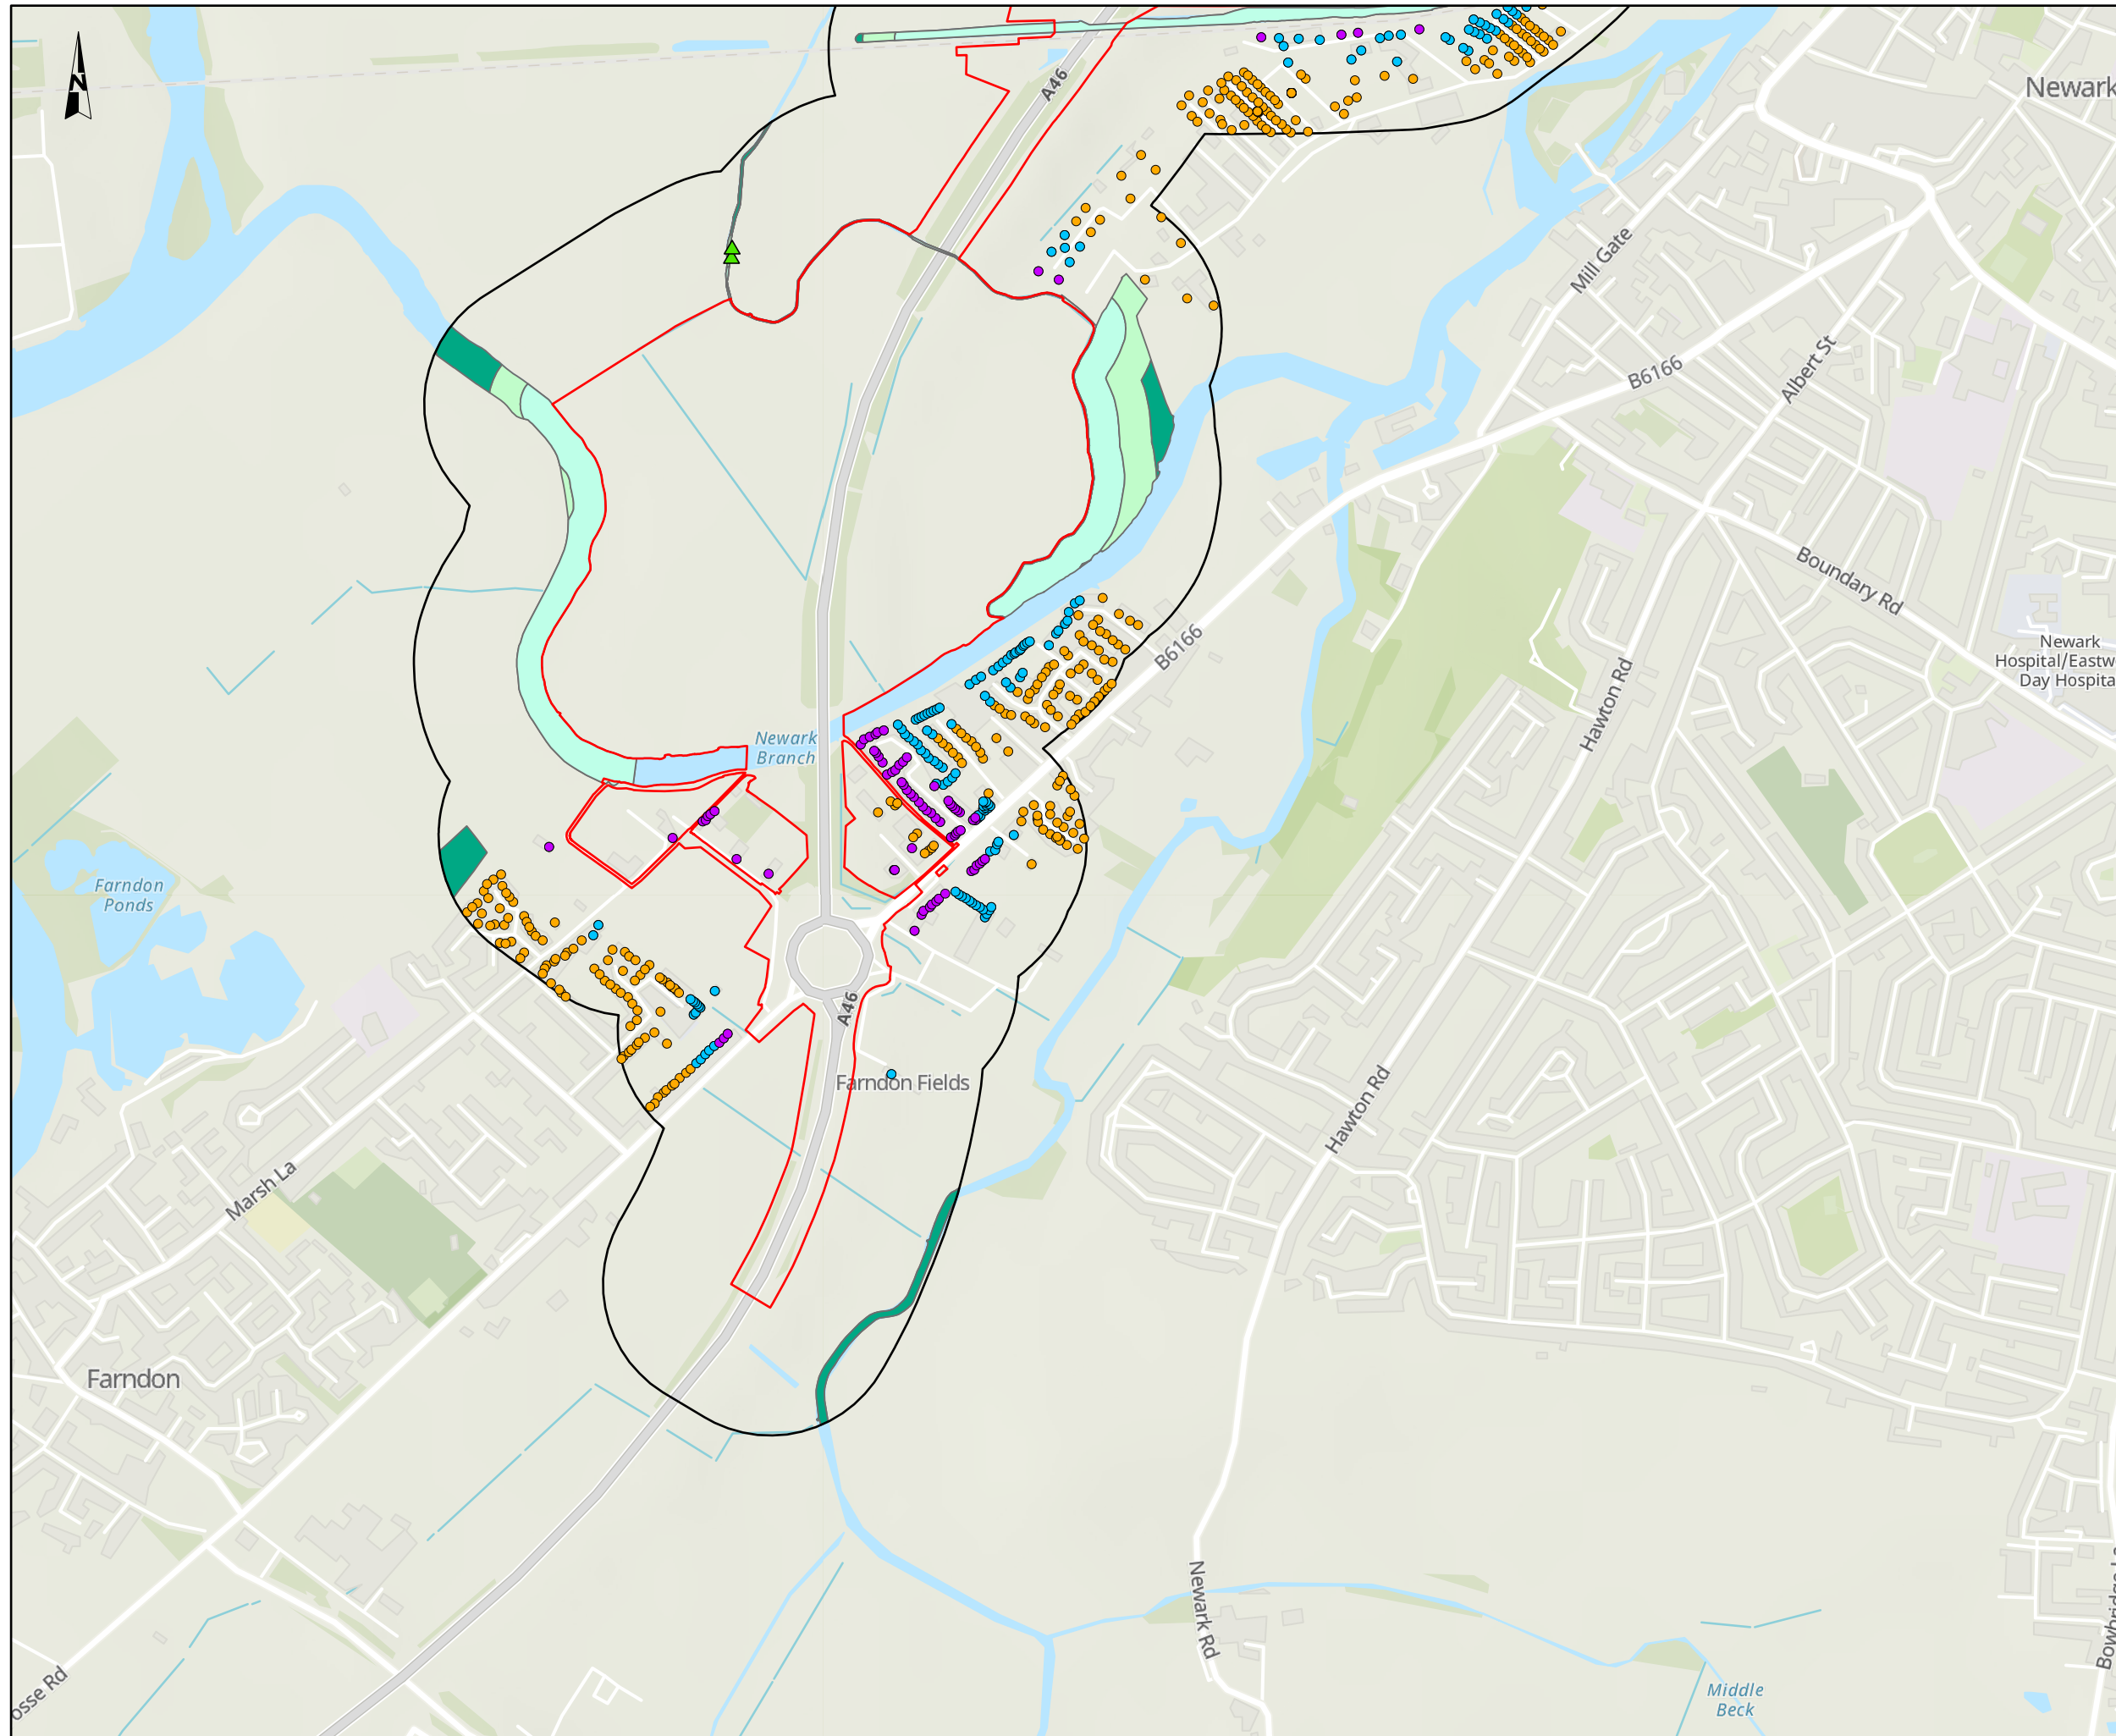 N
A46
Newark
Mill Gate
B6166
Albert St
Boundary Rd
Newark
Hospital/Eastw
Day Hospita
B6166
Hawton Rd
Newark
Branch
Farndon
Ponds
A46
Farndon Fields
Hawton Rd
Marsh La
Farndon
Newark Rd
osse Rd
Middle
Beck